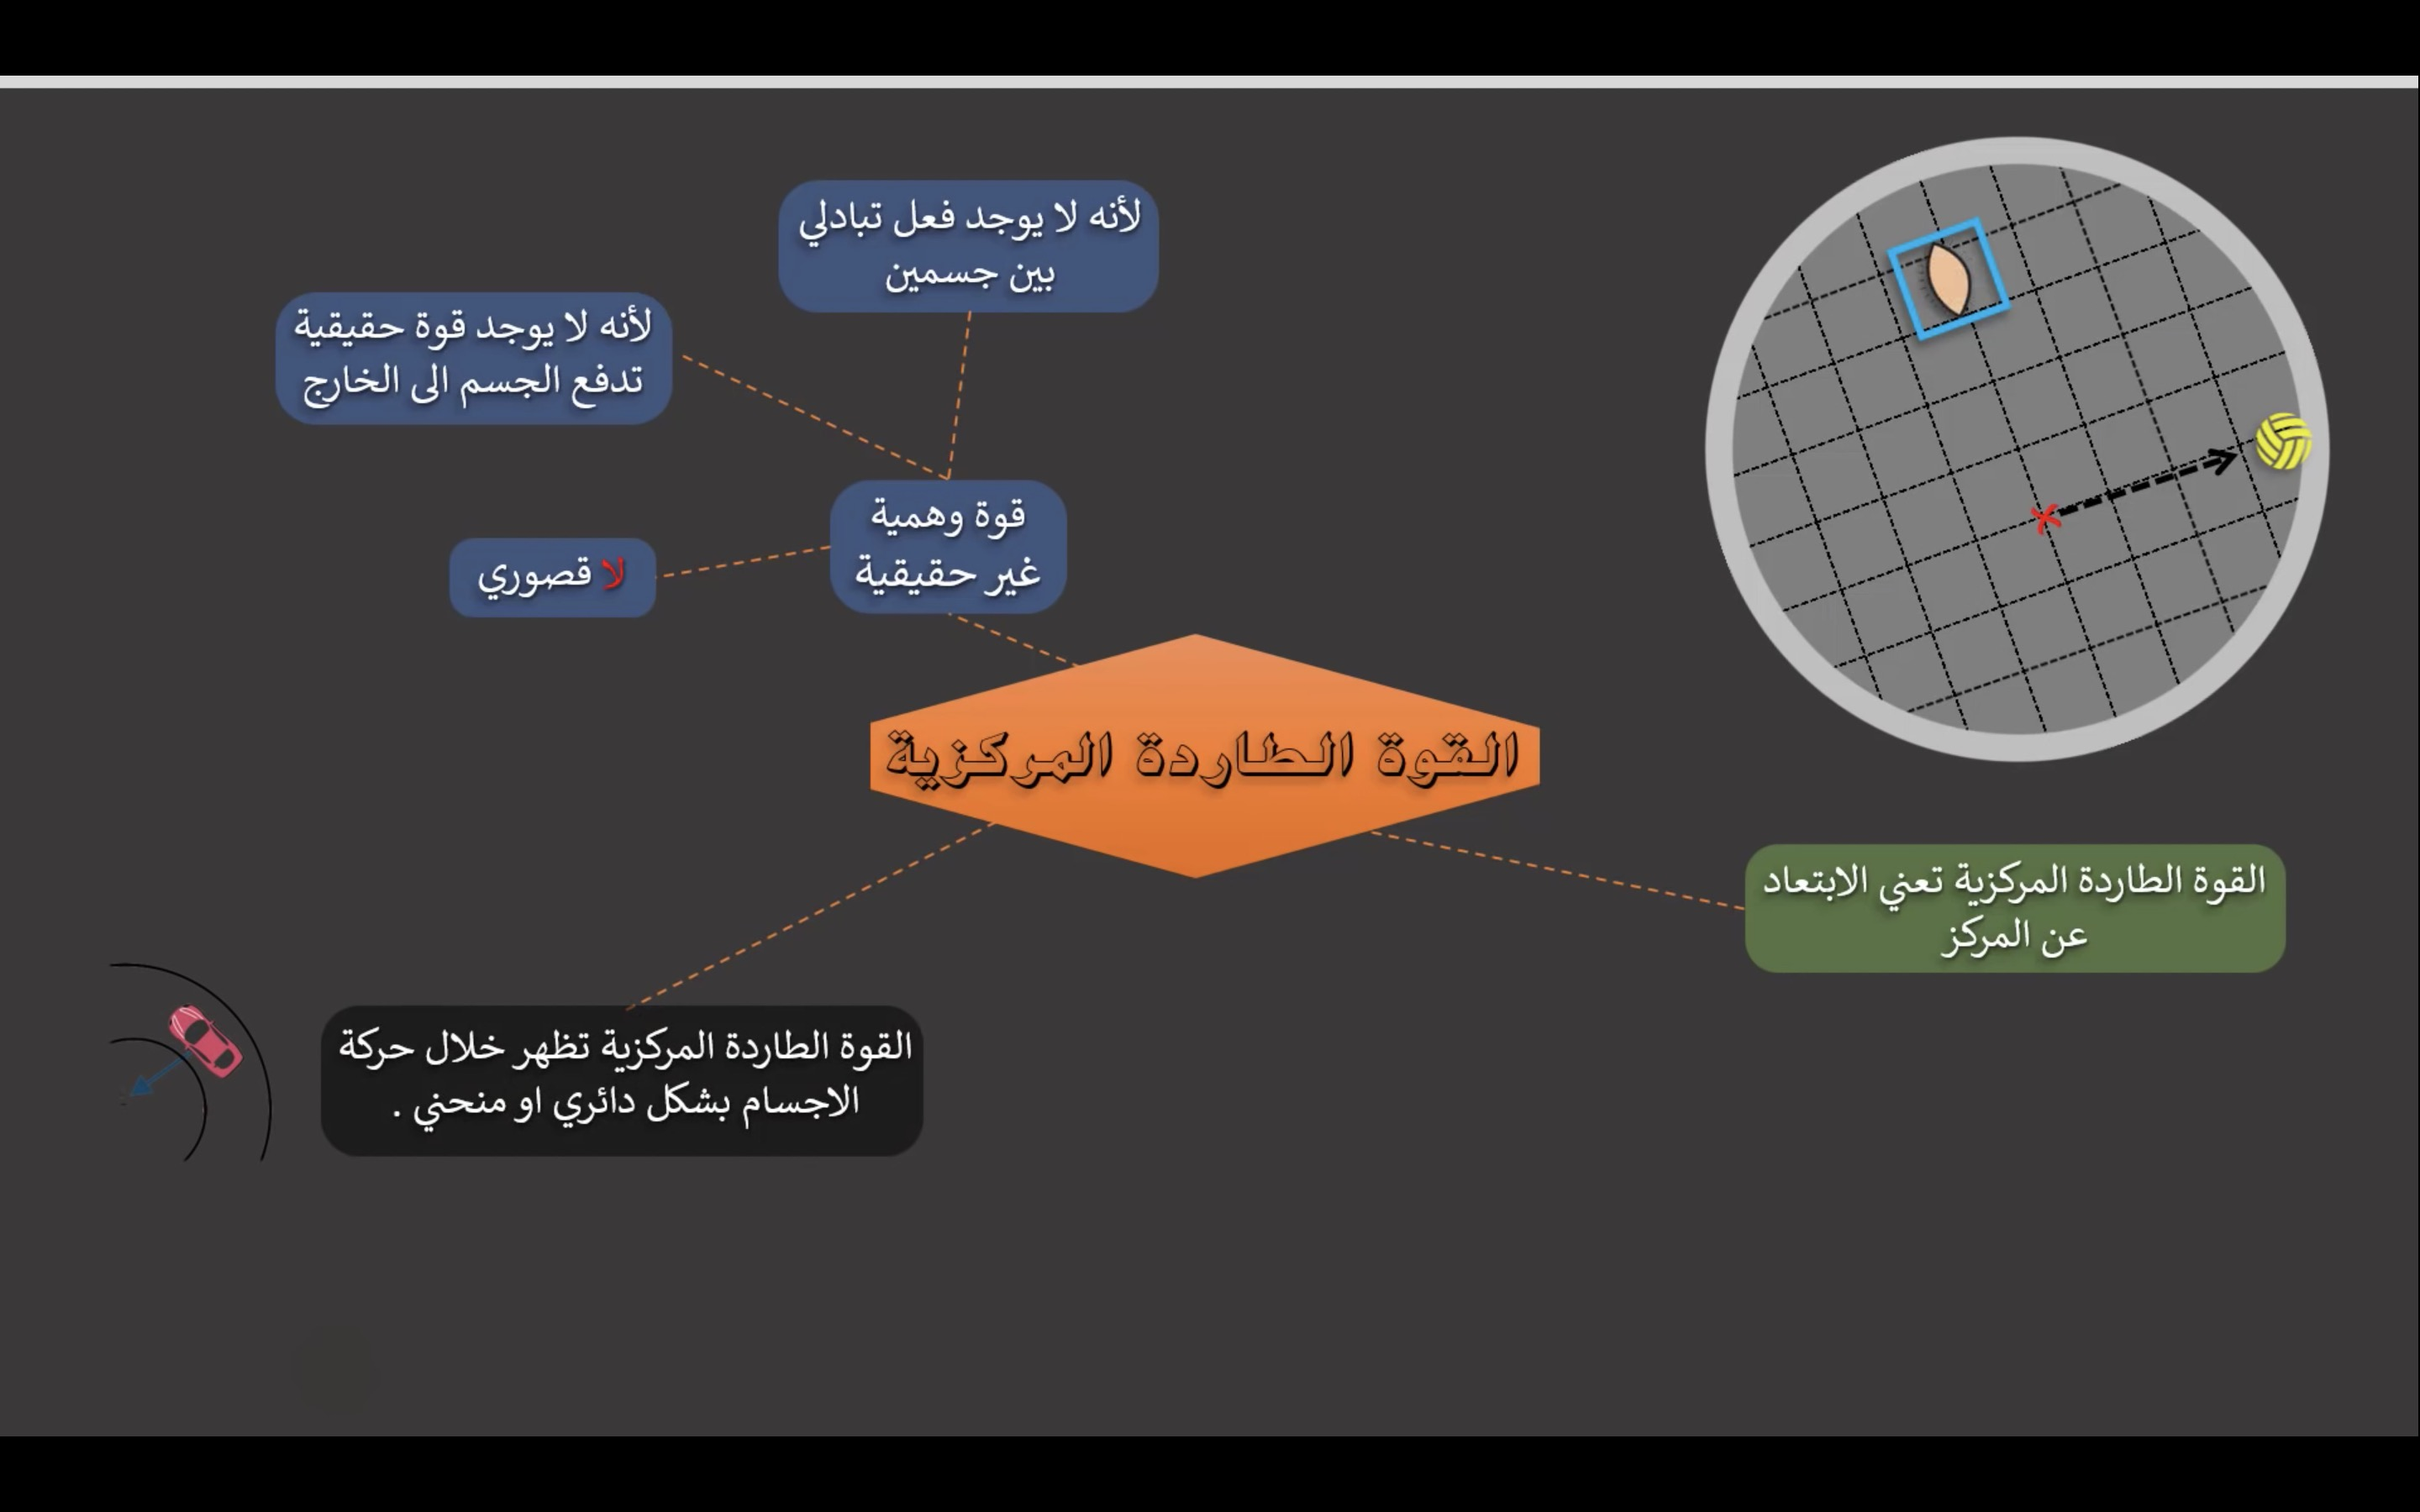 لأنه لا يوجد فعل تبادلي
بين جسمين
لأنه لا يوجد قوة حقيقية
تدفع الجسم الى الخارج
قوة وهمية
غير حقيقية
لا قصوري
القوة الطاردة المركزية
القوة الطاردة المركزية تعني الابتعاد
عن المركز
القوة الطاردة المركزية تظهر خلال حركة
الاجسام بشكل دائري او منحني .